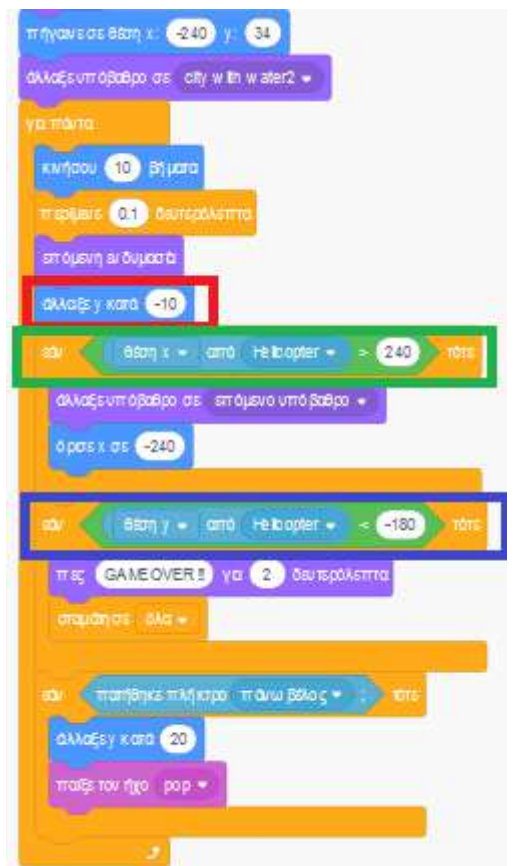 πήγαινε σε θέση x: -240 y: 34
άλλαξε υπόβαθρο σε city with water2
για πάντα
κινήσου 10 βήματα
περίμενε 0.1 δευτερόλεπτα
επόμενη ενδυμασία
άλλαξε y κατά -10
εάν θέση x από Helicopter > 240 τότε
άλλαξε υπόβαθρο σε επόμενο υπόβαθρο
όρισε x σε -240
εάν θέση y από Helicopter < -180 τότε
πες GAME OVER!! για 2 δευτερόλεπτα
σταμάτησε όλα
εάν πατήθηκε πλήκτρο πάνω βέλος ; τότε
άλλαξε y κατά 20
παίξε τον ήχο pop